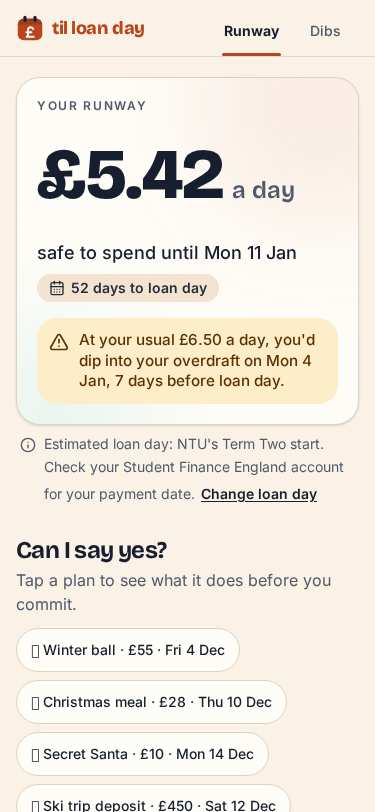 £ til loan day
Runway Dibs
YOUR RUNWAY
£5.42 a day
safe to spend until Mon 11 Jan
52 days to loan day
At your usual £6.50 a day, you'd
dip into your overdraft on Mon 4
Jan, 7 days before loan day.
Estimated loan day: NTU's Term Two start.
Check your Student Finance England account
for your payment date. Change loan day
Can I say yes?
Tap a plan to see what it does before you
commit.
Winter ball · £55 · Fri 4 Dec
Christmas meal · £28 · Thu 10 Dec
Secret Santa · £10 · Mon 14 Dec
Ski trip deposit · £450 · Sat 12 Dec